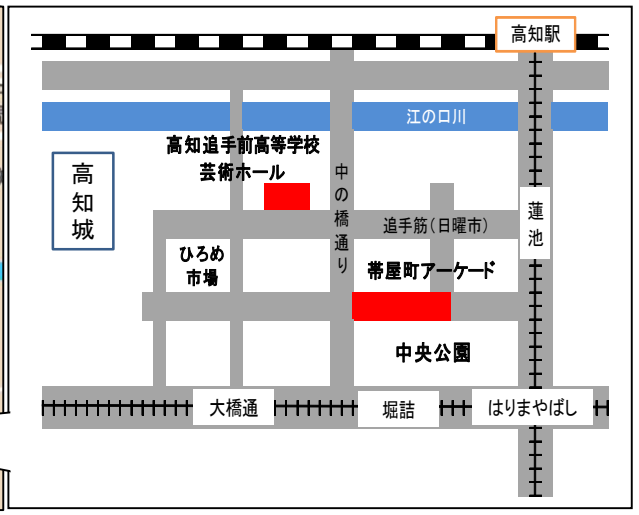 高知駅
江の口川
高知追手前高等学校
芸術ホール
高知城
中の橋通り
蓮池
追手筋(日曜市)
ひろめ
市場
帯屋町アーケード
中央公園
大橋通
堀詰
はりまやばし